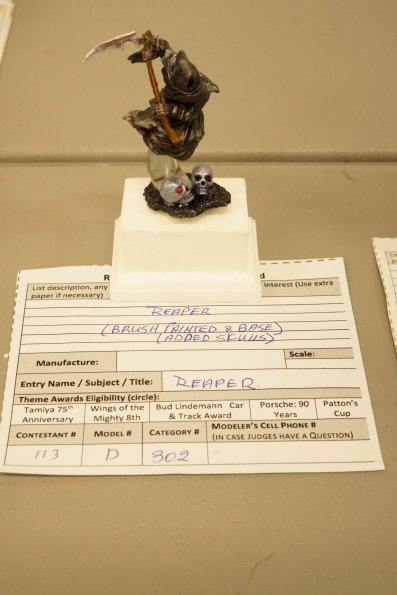 R
d
List description, any
interest (Use extra
paper if necessary)
REAPER
(BRUSH PAINTED & BASE)
(ADDED SKULLS)
Manufacture:
Scale:
Entry Name / Subject / Title: REAPER.
Theme Awards Eligibility (circle):
Tamiya 75th Anniversary
Wings of the Mighty 8th
Bud Lindemann Car & Track Award
Porsche: 90 Years
Patton's Cup
CONTESTANT # MODEL # CATEGORY # MODELER'S CELL PHONE #
(IN CASE JUDGES HAVE A QUESTION)
113 D 802